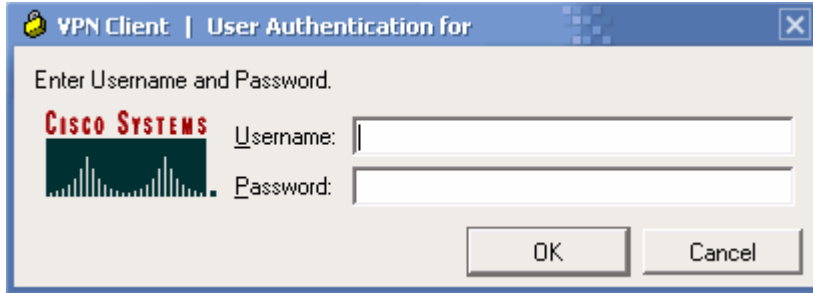 VPN Client | User Authentication for
Enter Username and Password.
CISCO SYSTEMS
Username:
Password:
OK
Cancel